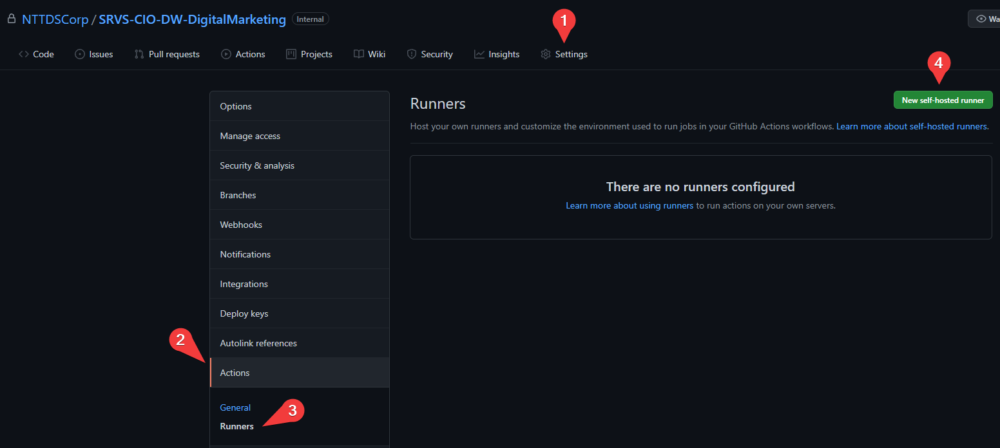 NTTDSCorp / SRVS-CIO-DW-DigitalMarketing Internal
1
Wa
Code Issues Pull requests Actions Projects Wiki Security Insights Settings
4
Options
Manage access
Security & analysis
Branches
Webhooks
Notifications
Integrations
Deploy keys
Autolink references
2
Actions
General
3
Runners
Runners
New self-hosted runner
Host your own runners and customize the environment used to run jobs in your GitHub Actions workflows. Learn more about self-hosted runners.
There are no runners configured
Learn more about using runners to run actions on your own servers.